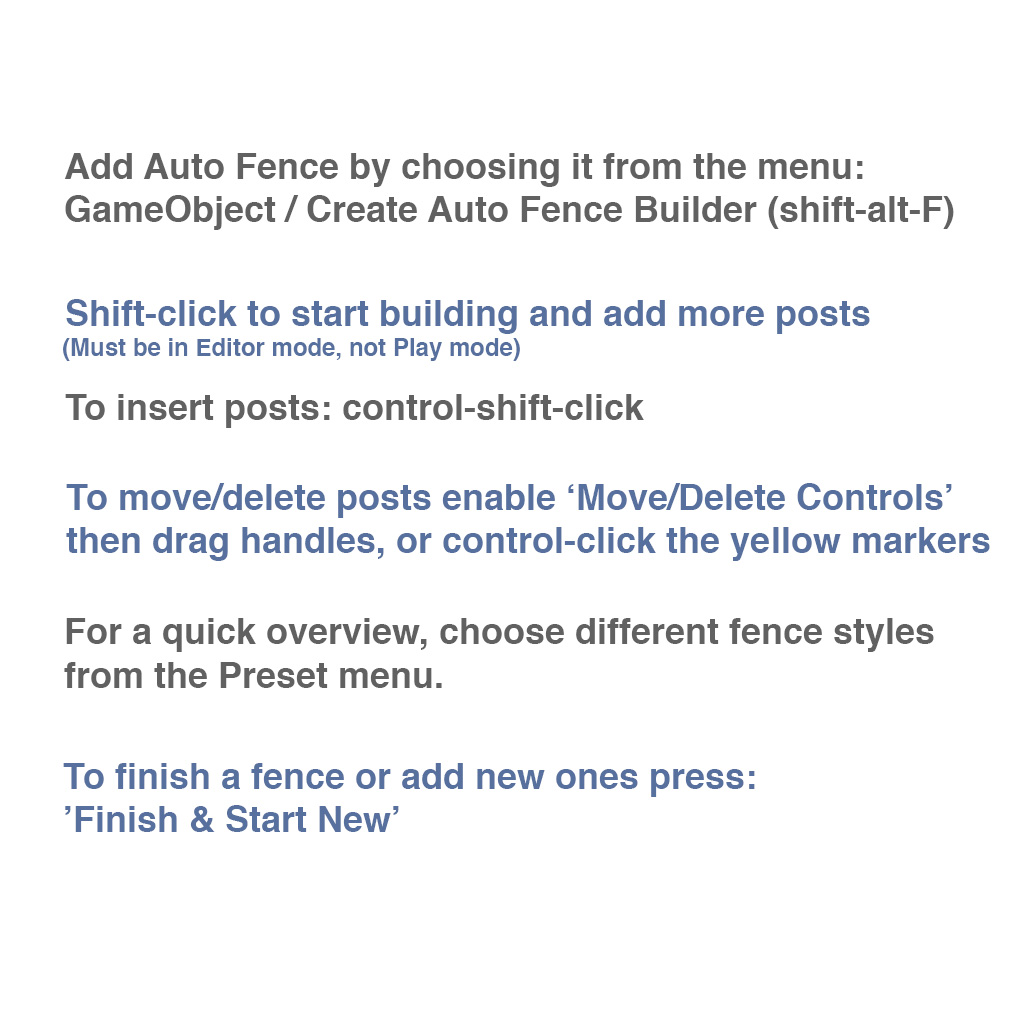 Add Auto Fence by choosing it from the menu:
GameObject / Create Auto Fence Builder (shift-alt-F)
Shift-click to start building and add more posts
(Must be in Editor mode, not Play mode)
To insert posts: control-shift-click
To move/delete posts enable ‘Move/Delete Controls’
then drag handles, or control-click the yellow markers
For a quick overview, choose different fence styles
from the Preset menu.
To finish a fence or add new ones press:
’Finish & Start New’